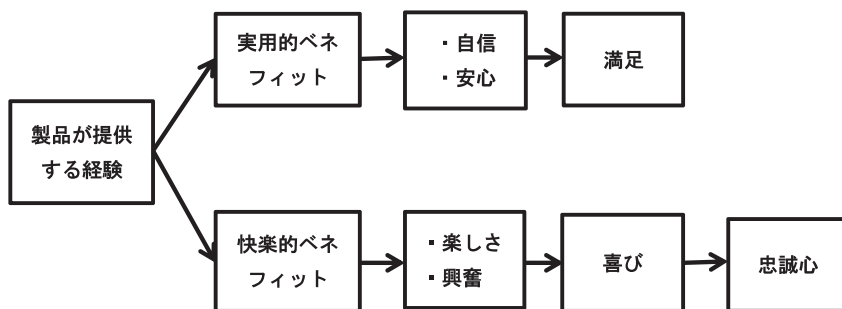 製品が提供
する経験
実用的ベネ
フィット
・自信
・安心
満足
快楽的ベネ
フィット
・楽しさ
・興奮
喜び
忠誠心